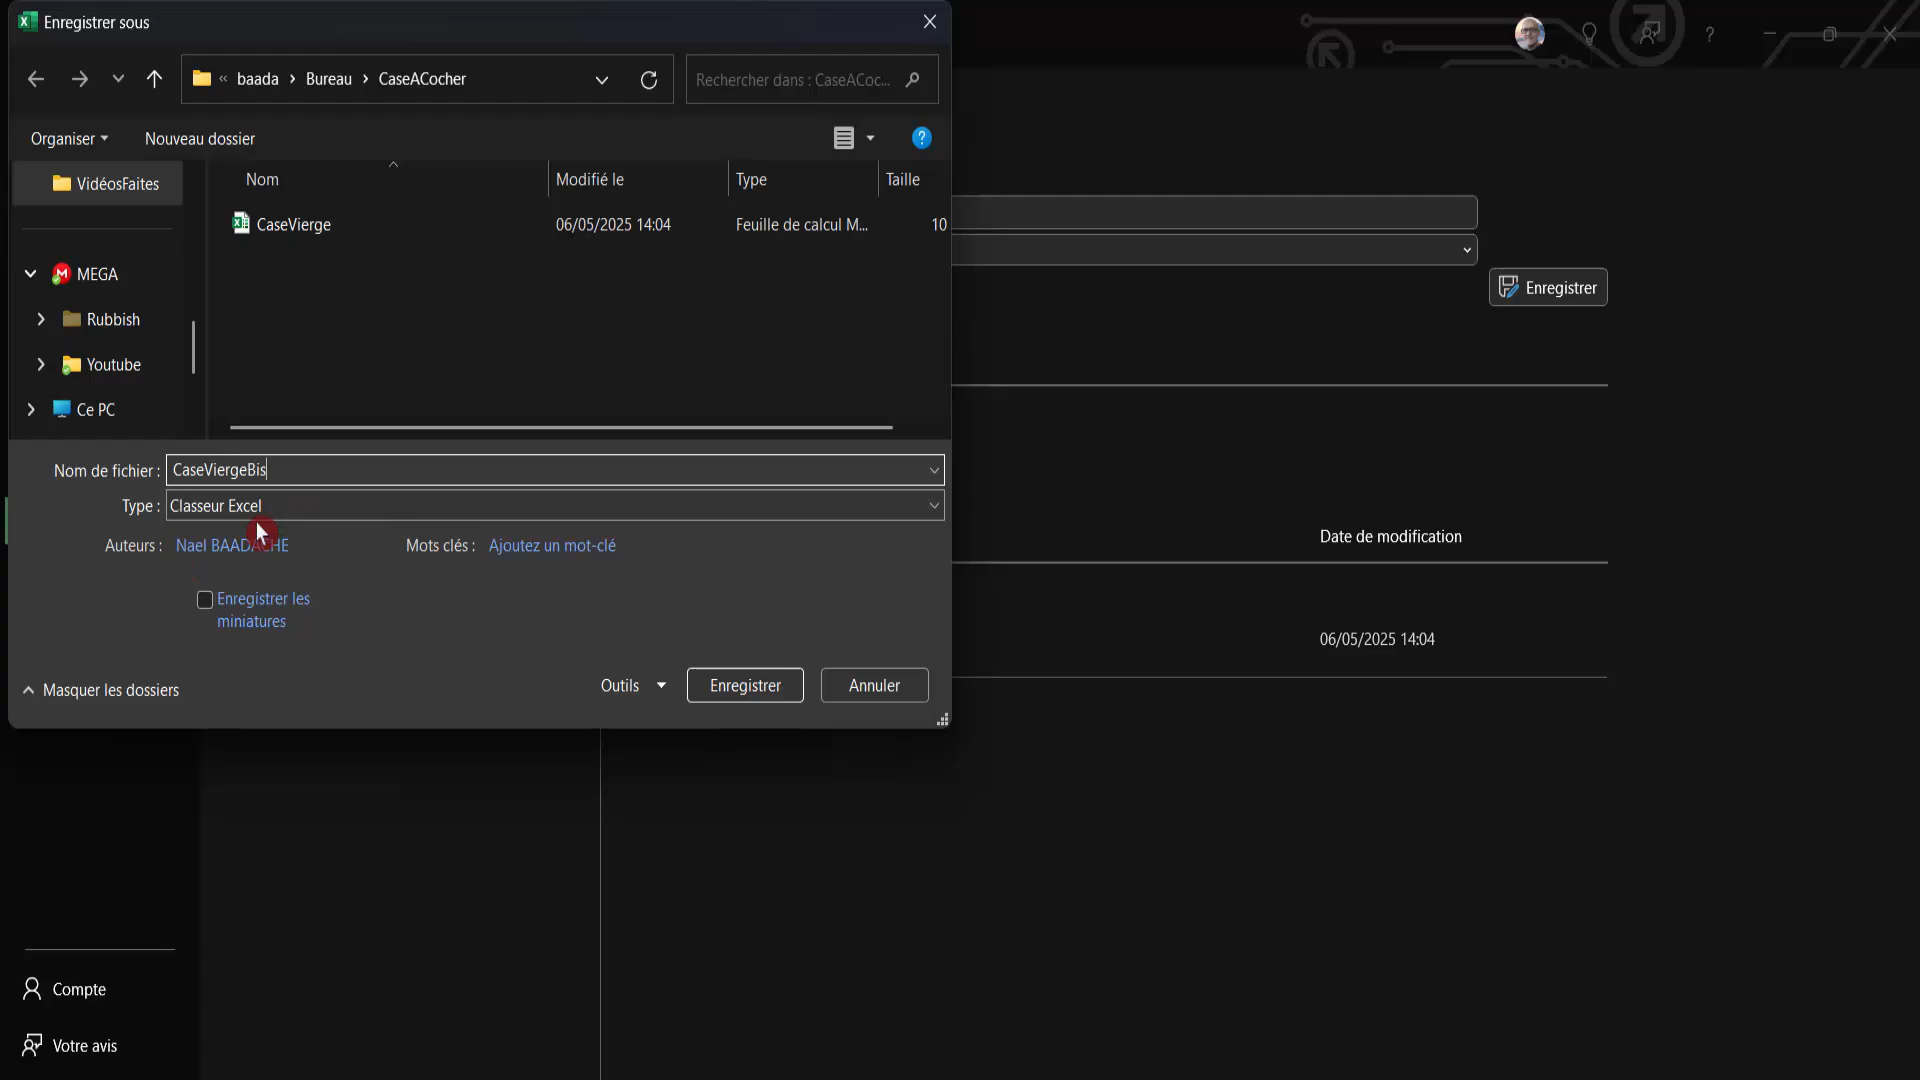 Enregistrer sous
« baada > Bureau > CaseACocher
Rechercher dans : CaseACoc...
?
Organiser
Nouveau dossier
?
VidéosFaites
Nom
Modifié le
Type
Taille
CaseVierge
06/05/2025 14:04
Feuille de calcul M...
10
Enregistrer
MEGA
Rubbish
Youtube
Ce PC
Nom de fichier :
CaseViergeBis
Type :
Classeur Excel
Auteurs :
Nael BAADACHE
Mots clés :
Ajoutez un mot-clé
Date de modification
Enregistrer les
miniatures
06/05/2025 14:04
Masquer les dossiers
Outils
Enregistrer
Annuler
Compte
Votre avis